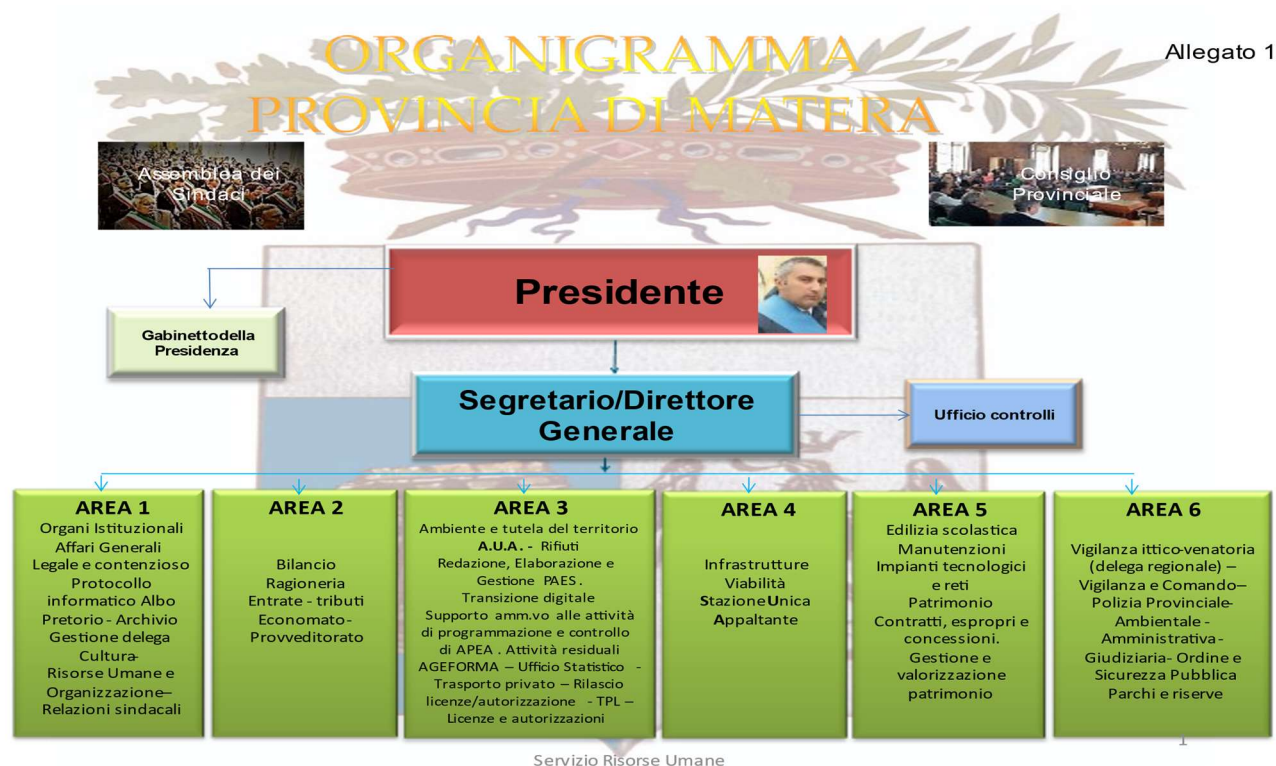 ORGANIGRAMMA
PROVINCIA DI MATERA
Allegato 1
Assemblea dei
Sindaci
Consiglio
Provinciale
Presidente
Gabinettodella
Presidenza
Segretario/Direttore
Generale
Ufficio controlli
AREA 1
Organi Istituzionali
Affari Generali
Legale e contenzioso
Protocollo
informatico Albo
Pretorio - Archivio
Gestione delega
Cultura-
Risorse Umane e
Organizzazione–
Relazioni sindacali
AREA 2
Bilancio
Ragioneria
Entrate - tributi
Economato-
Provveditorato
AREA 3
Ambiente e tutela del territorio
A.U.A. - Rifiuti
Redazione, Elaborazione e
Gestione PAES.
Transizione digitale
Supporto amm.vo alle attività
di programmazione e controllo
di APEA . Attività residuali
AGEFORMA – Ufficio Statistico -
Trasporto privato – Rilascio
licenze/autorizzazione - TPL –
Licenze e autorizzazioni
AREA 4
Infrastrutture
Viabilità
Stazione Unica
Appaltante
AREA 5
Edilizia scolastica
Manutenzioni
Impianti tecnologici
e reti
Patrimonio
Contratti, espropri e
concessioni.
Gestione e
valorizzazione
patrimonio
AREA 6
Vigilanza ittico-venatoria
(delega regionale) –
Vigilanza e Comando–
Polizia Provinciale-
Ambientale -
Amministrativa-
Giudiziaria- Ordine e
Sicurezza Pubblica
Parchi e riserve
1
Servizio Risorse Umane